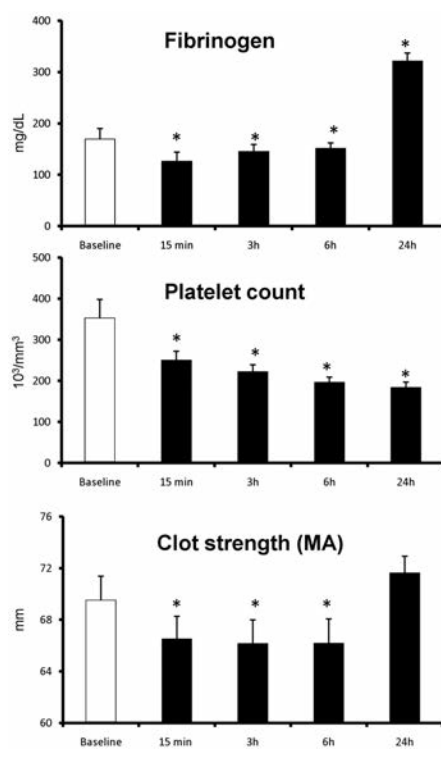 Fibrinogen
mg/dL
400
300
200
100
0
* * * *
Baseline 15 min 3h 6h 24h
Platelet count
10³/mm³
500
400
300
200
100
0
* * * *
Baseline 15 min 3h 6h 24h
Clot strength (MA)
mm
76
72
68
64
60
* * *
Baseline 15 min 3h 6h 24h